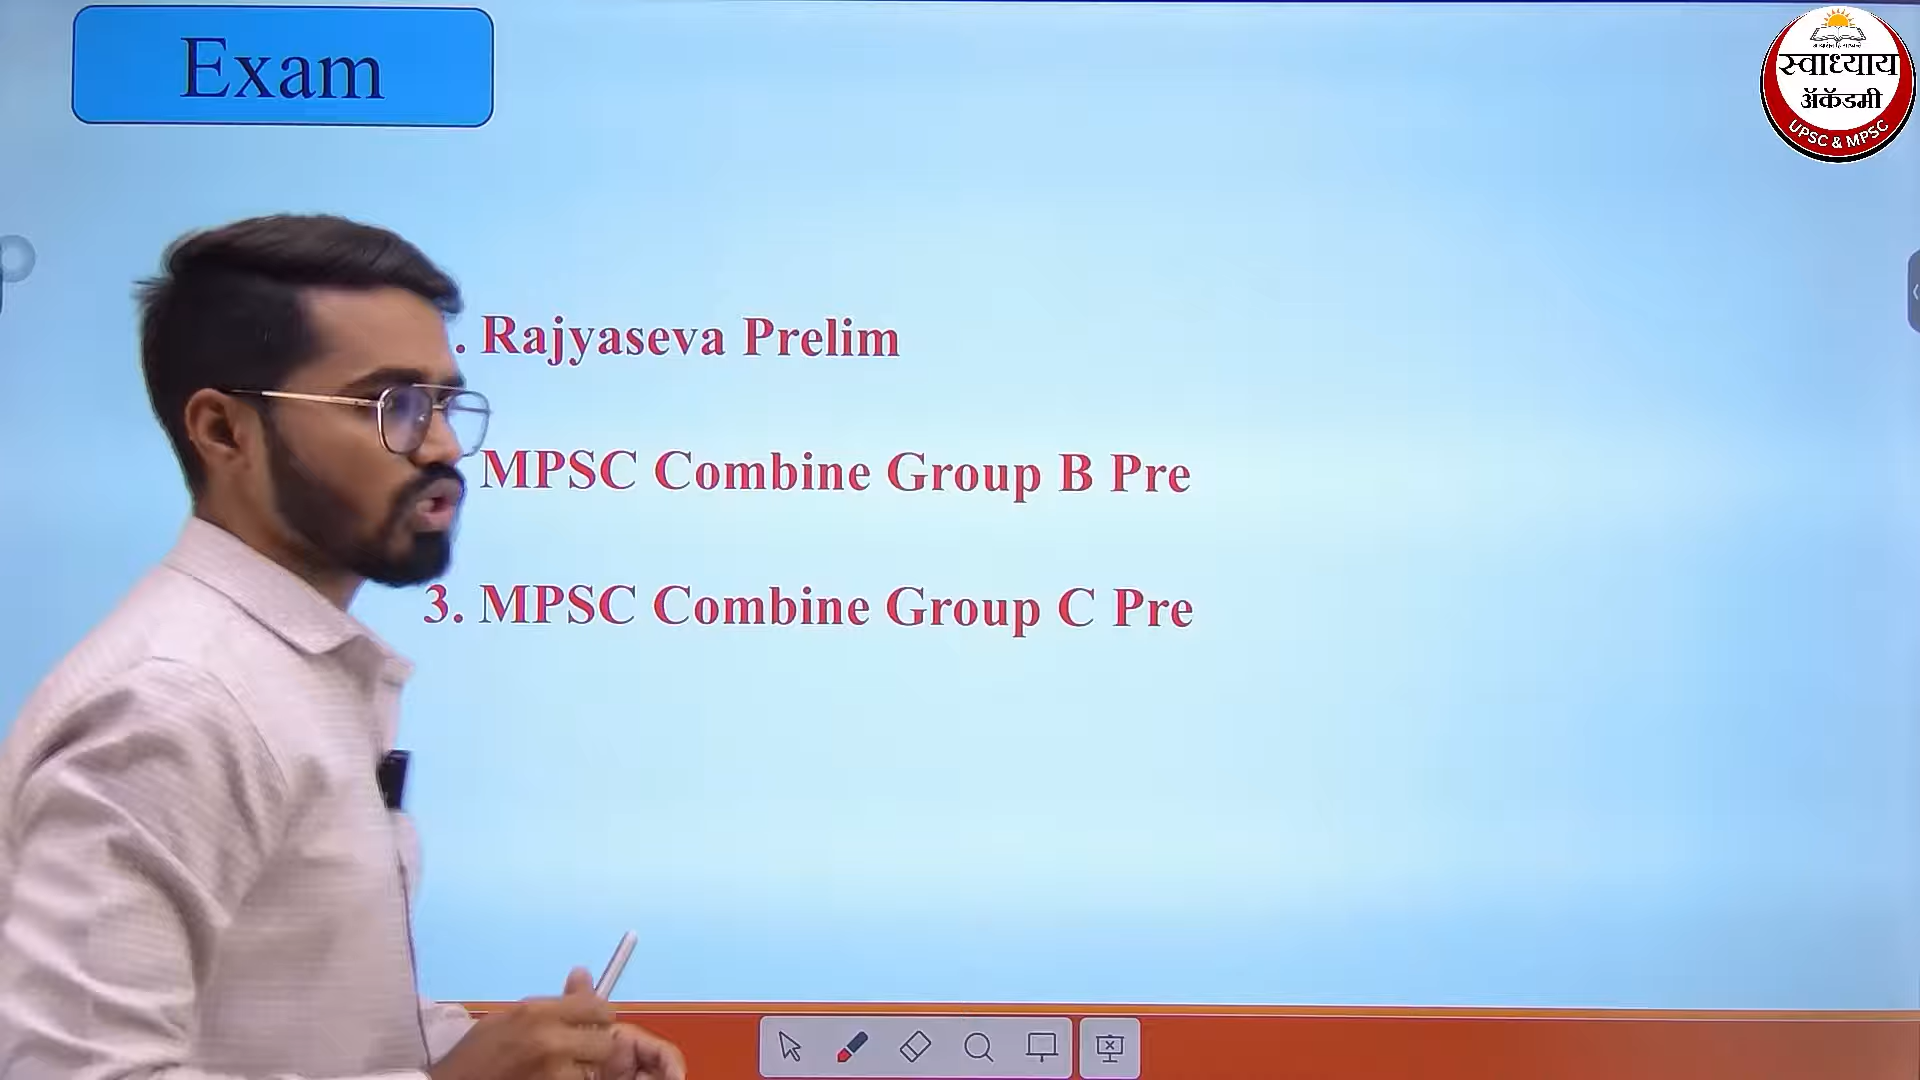 Exam
स्वाध्याय
ॲकॅडमी
UPSC & MPSC
. Rajyaseva Prelim
MPSC Combine Group B Pre
3. MPSC Combine Group C Pre